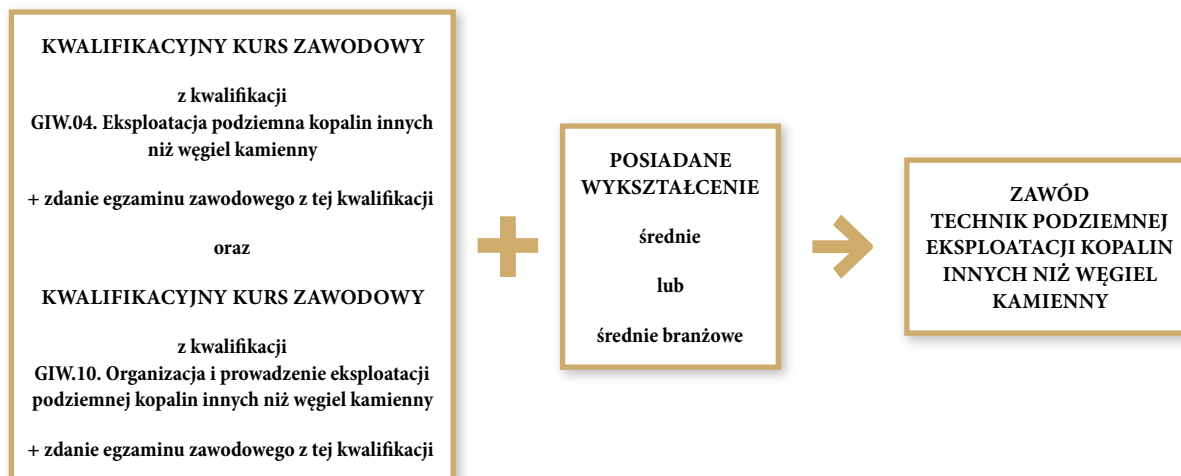 KWALIFIKACYJNY KURS ZAWODOWY
z kwalifikacji
GIW.04. Eksploatacja podziemna kopalin innych
niż węgiel kamienny
+ zdanie egzaminu zawodowego z tej kwalifikacji
oraz
KWALIFIKACYJNY KURS ZAWODOWY
z kwalifikacji
GIW.10. Organizacja i prowadzenie eksploatacji
podziemnej kopalin innych niż węgiel kamienny
+ zdanie egzaminu zawodowego z tej kwalifikacji
POSIADANE
WYKSZTAŁCENIE
średnie
lub
średnie branżowe
ZAWÓD
TECHNIK PODZIEMNEJ
EKSPLOATACJI KOPALIN
INNYCH NIŻ WĘGIEL
KAMIENNY